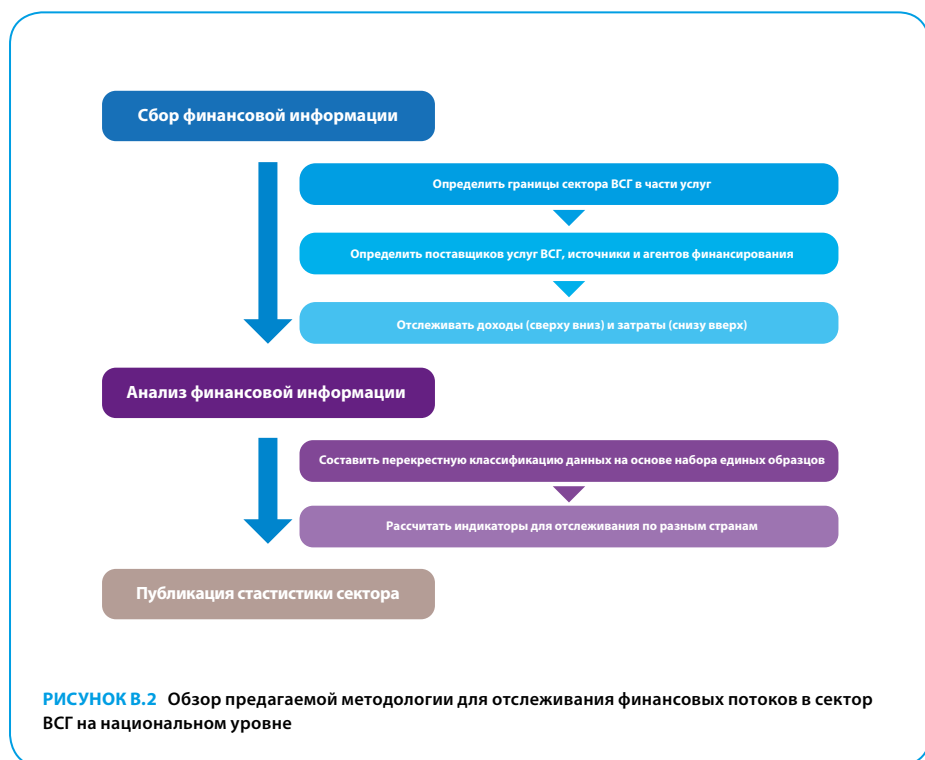 Сбор финансовой информации
Определить границы сектора ВСГ в части услуг
Определить поставщиков услуг ВСГ, источники и агентов финансирования
Отслеживать доходы (сверху вниз) и затраты (снизу вверх)
Анализ финансовой информации
Составить перекрестную классификацию данных на основе набора единых образцов
Рассчитать индикаторы для отслеживания по разным странам
Публикация стастистики сектора
РИСУНОК В.2 Обзор предагаемой методологии для отслеживания финансовых потоков в сектор
ВСГ на национальном уровне